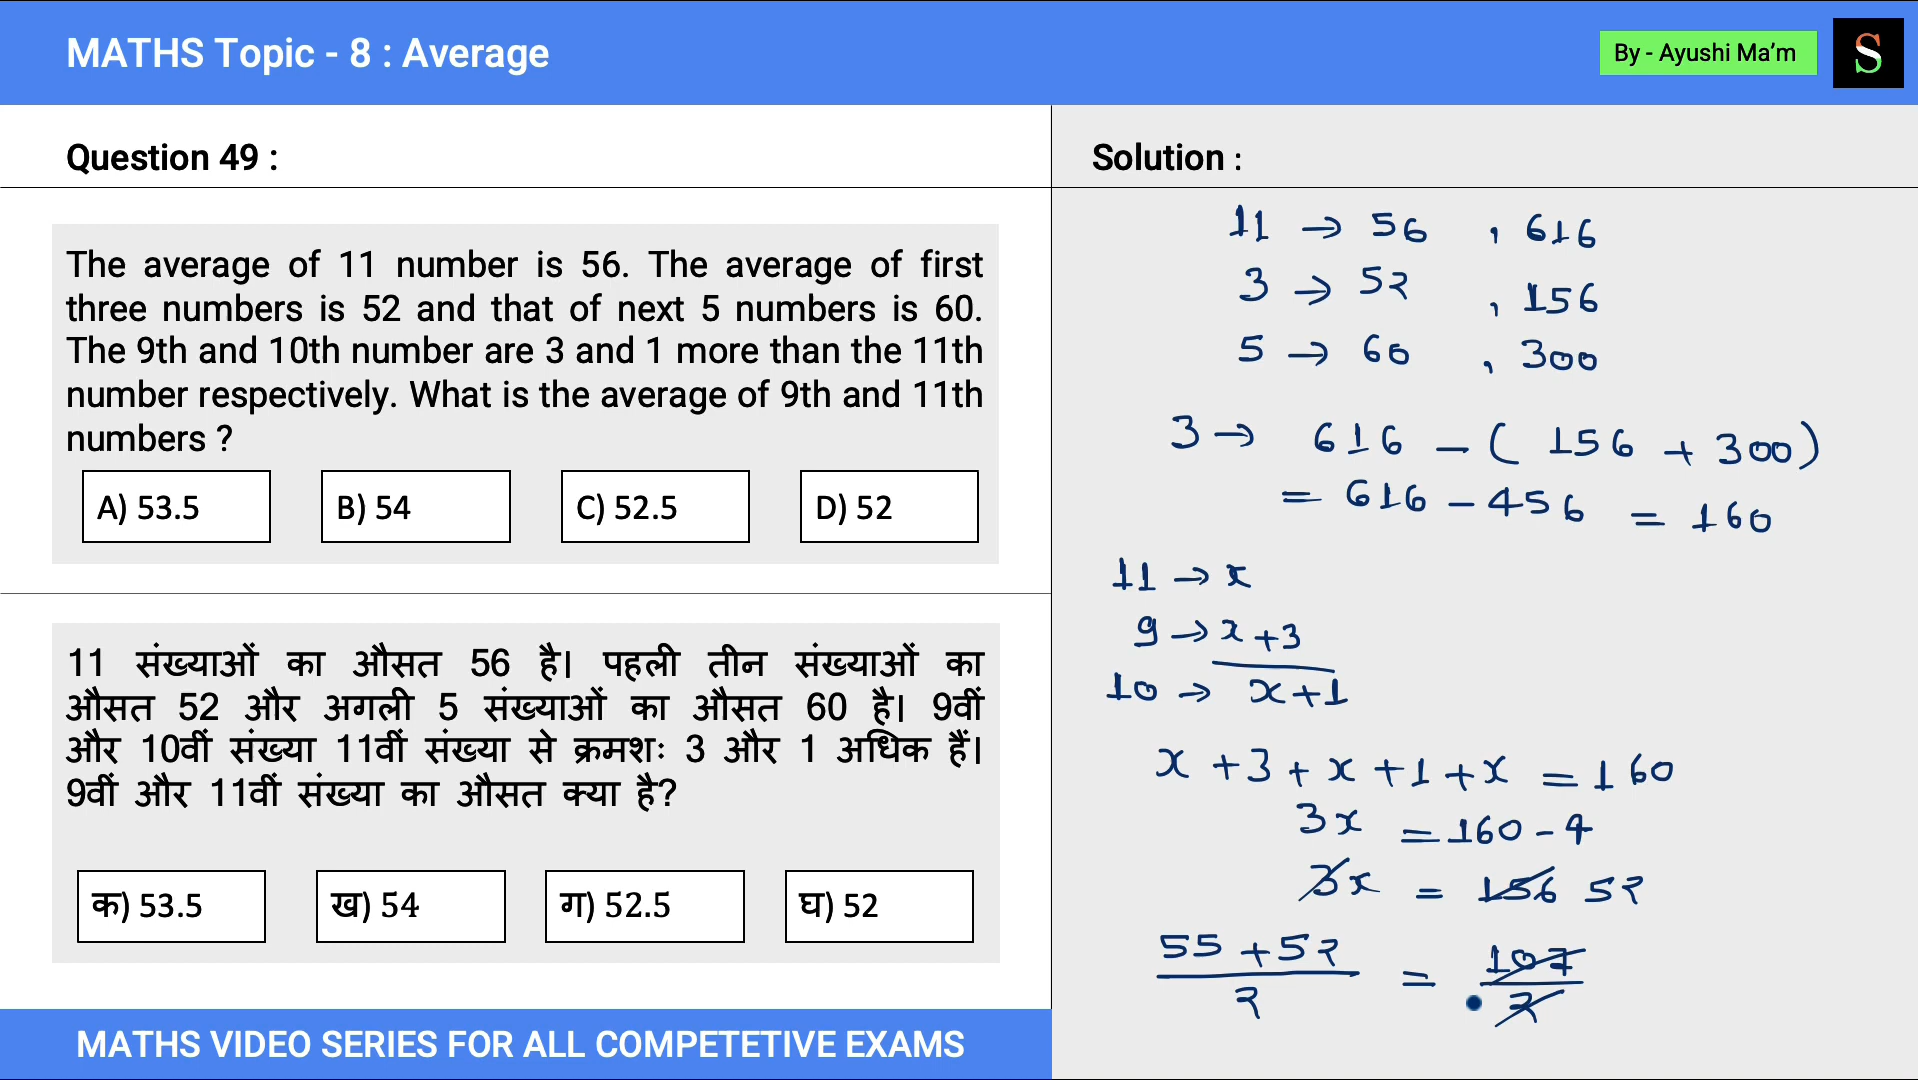 MATHS Topic - 8 : Average
By - Ayushi Ma’m
S
Question 49 :
The average of 11 number is 56. The average of first
three numbers is 52 and that of next 5 numbers is 60.
The 9th and 10th number are 3 and 1 more than the 11th
number respectively. What is the average of 9th and 11th
numbers ?
A) 53.5
B) 54
C) 52.5
D) 52
11 संख्याओं का औसत 56 है। पहली तीन संख्याओं का
औसत 52 और अगली 5 संख्याओं का औसत 60 है। 9वीं
और 10वीं संख्या 11वीं संख्या से क्रमशः 3 और 1 अधिक हैं।
9वीं और 11वीं संख्या का औसत क्या है?
क) 53.5
ख) 54
ग) 52.5
घ) 52
MATHS VIDEO SERIES FOR ALL COMPETETIVE EXAMS
Solution :
11 → 56 , 616
3 → 52 , 156
5 → 60 , 300
3 → 616 - ( 156 + 300 )
= 616 - 456 = 160
11 → x
9 → x + 3
10 → x + 1
x + 3 + x + 1 + x = 160
3x = 160 - 4
3x = 156 52
55 + 52 = 107
2 2